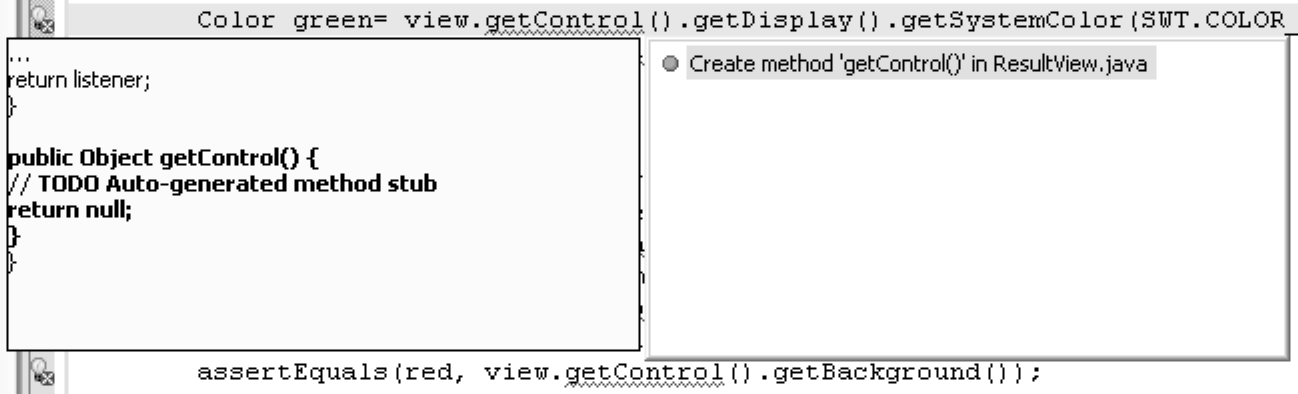 Color green= view.getControl().getDisplay().getSystemColor(SWT.COLOR
...
return listener;
}
public Object getControl() {
// TODO Auto-generated method stub
return null;
}
}
Create method 'getControl()' in ResultView.java
assertEquals(red, view.getControl().getBackground());